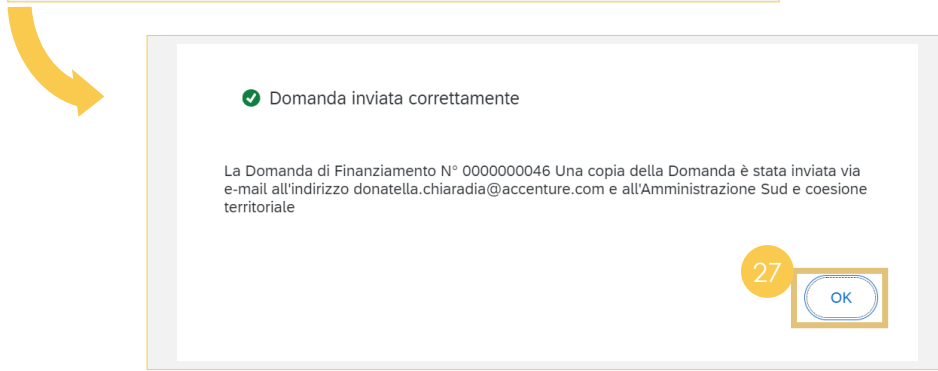 Domanda inviata correttamente
La Domanda di Finanziamento N° 0000000046 Una copia della Domanda è stata inviata via
e-mail all'indirizzo donatella.chiaradia@accenture.com e all'Amministrazione Sud e coesione
territoriale
27
OK